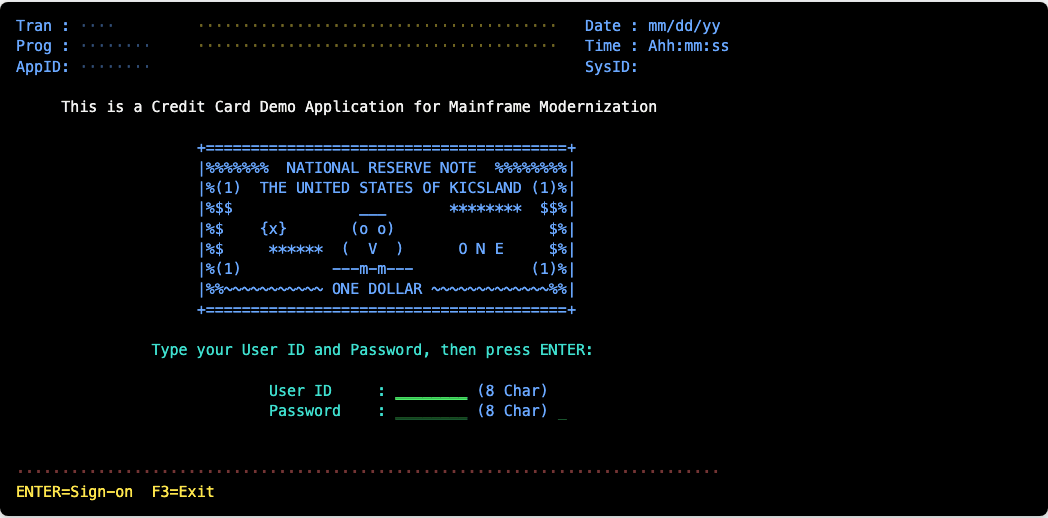 Tran : ···· ········································ Date : mm/dd/yy
Prog : ········ ········································ Time : Ahh:mm:ss
AppID: ········ SysID:
This is a Credit Card Demo Application for Mainframe Modernization
+========================================+
|%%%%%%%  NATIONAL RESERVE NOTE  %%%%%%%%|
|%(1)  THE UNITED STATES OF KICSLAND (1)%|
|%$$              ___       ********  $$%|
|%$    {x}       (o o)                 $%|
|%$     ******  (  V  )      O N E     $%|
|%(1)          ---m-m---             (1)%|
|%%~~~~~~~~~~~ ONE DOLLAR ~~~~~~~~~~~~~%%|
+========================================+
Type your User ID and Password, then press ENTER:
User ID     : ________ (8 Char)
Password    : ________ (8 Char) _
······························································································
ENTER=Sign-on  F3=Exit